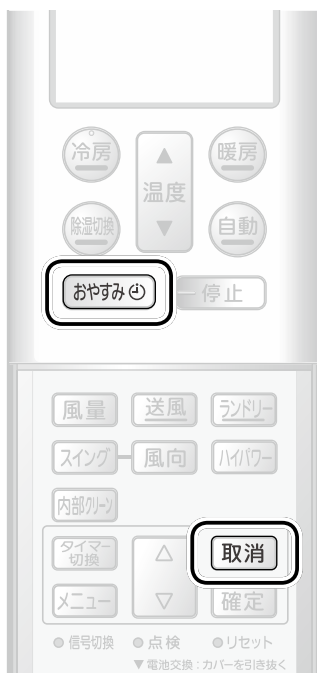 冷房
暖房
▲
温度
▼
除湿切換
自動
おやすみ
停止
風量
送風
ランドリー
スイング
風向
ハイパワー
内部クリーン
タイマー
切換
△
取消
メニュー
▽
確定
信号切換
点検
リセット
▼電池交換:カバーを引き抜く